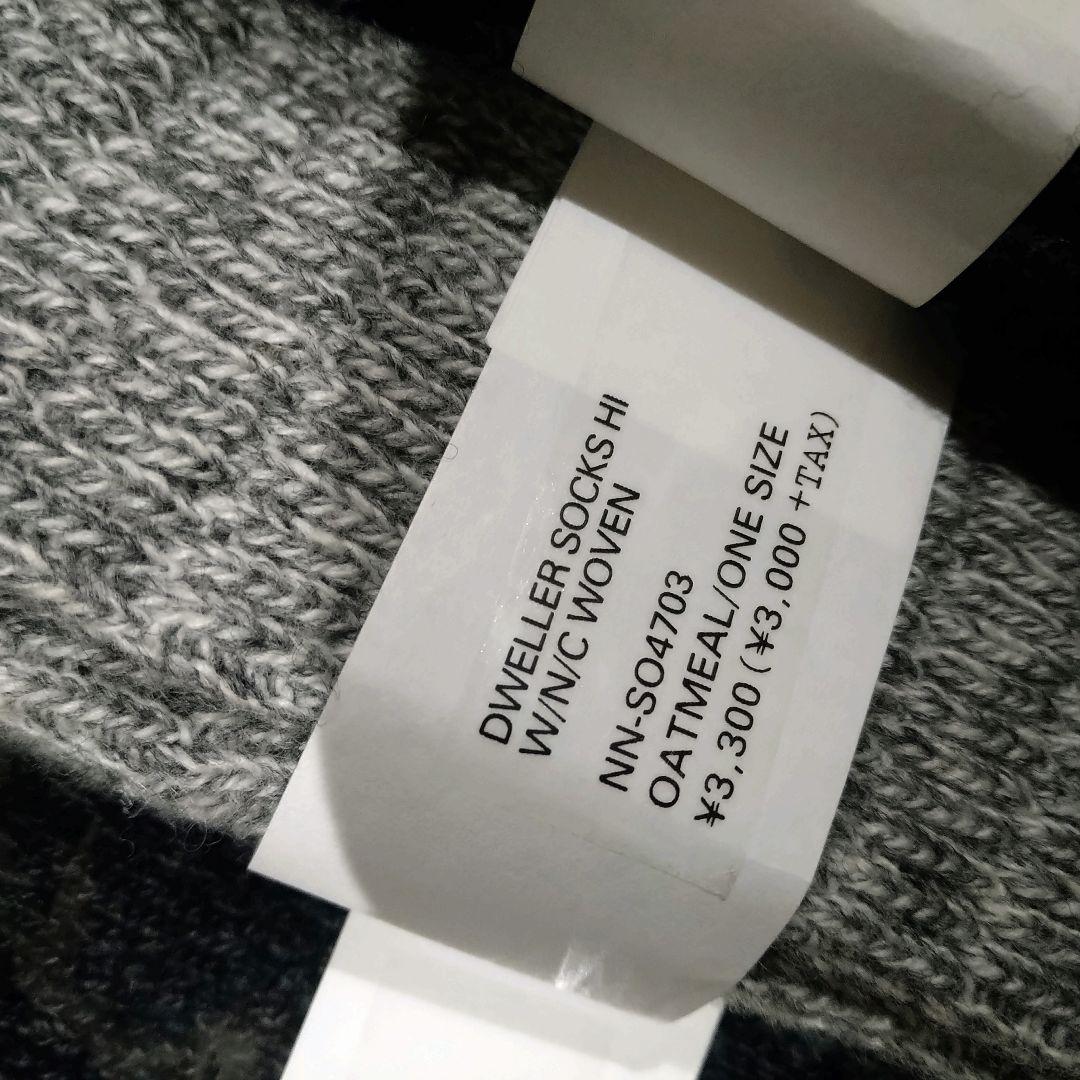 DWELLER SOCKS HI
W/N/C WOVEN
NN-SO4703
OATMEAL/ONE SIZE
¥3,300 (¥3,000 +TAX)